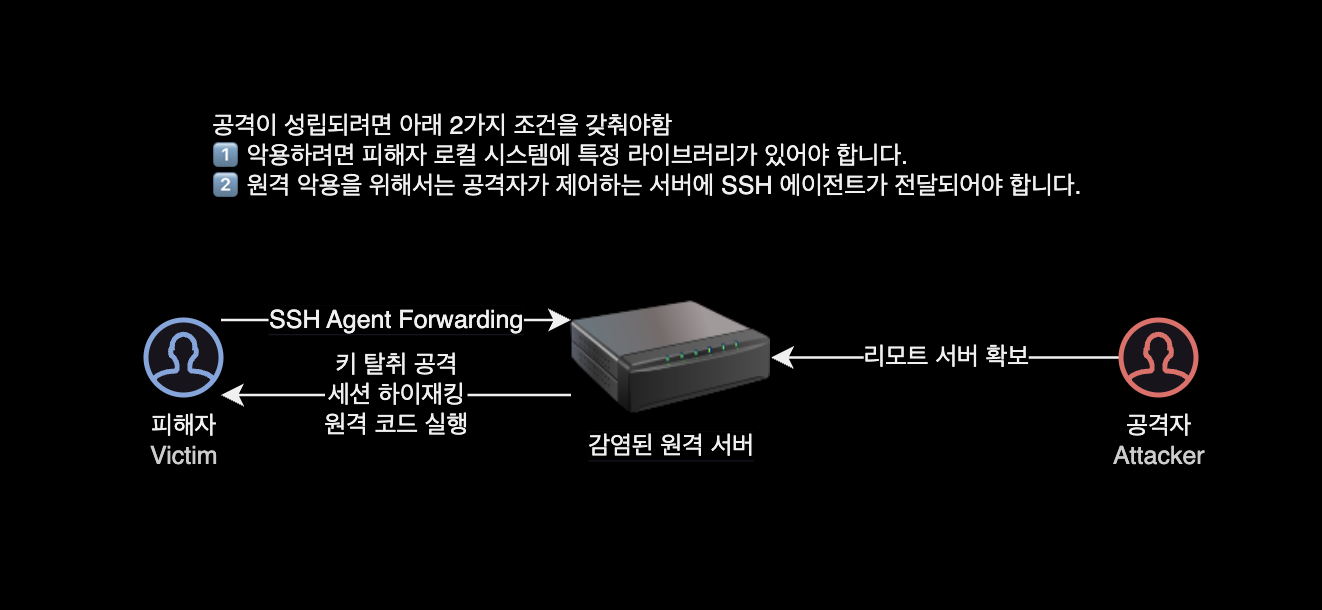 공격이 성립되려면 아래 2가지 조건을 갖춰야함
1 악용하려면 피해자 로컬 시스템에 특정 라이브러리가 있어야 합니다.
2 원격 악용을 위해서는 공격자가 제어하는 서버에 SSH 에이전트가 전달되어야 합니다.
SSH Agent Forwarding
키 탈취 공격
세션 하이재킹
원격 코드 실행
리모트 서버 확보
피해자
Victim
감염된 원격 서버
공격자
Attacker